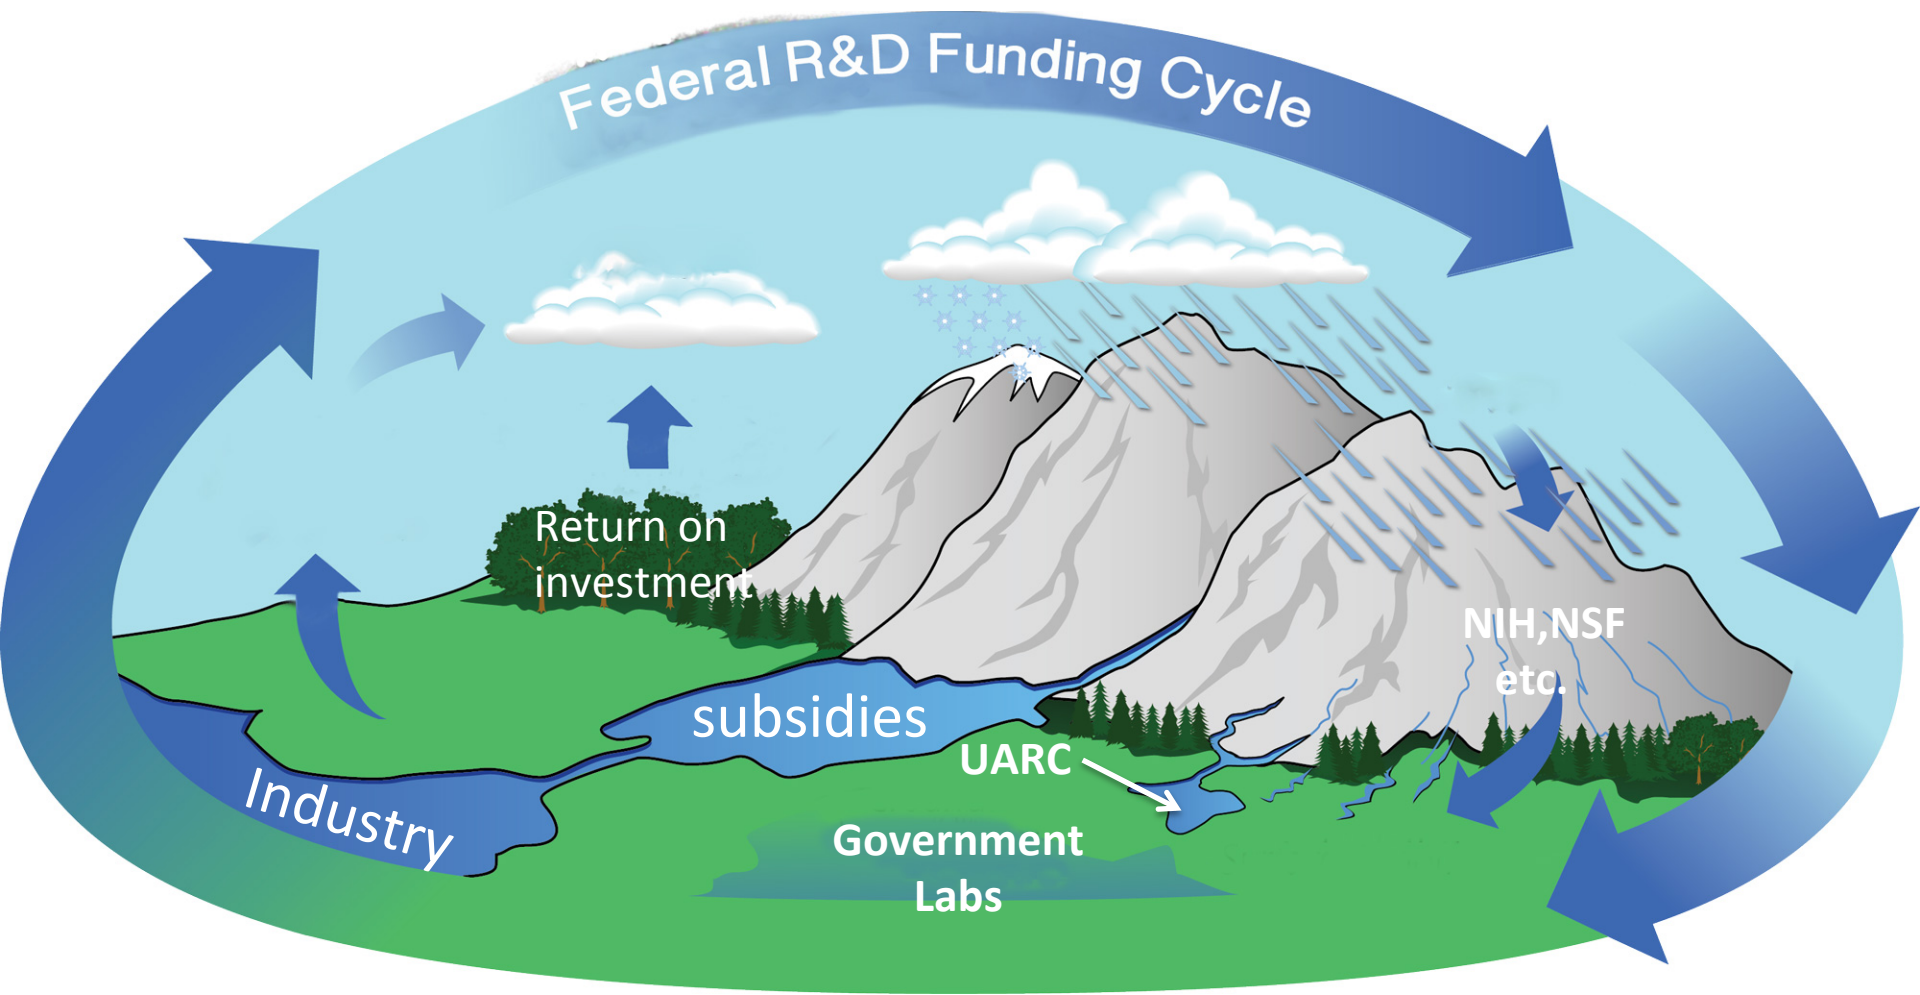 Federal R&D Funding Cycle
Return on
investment
NIH,NSF
etc.
subsidies
UARC
Industry
Government
Labs